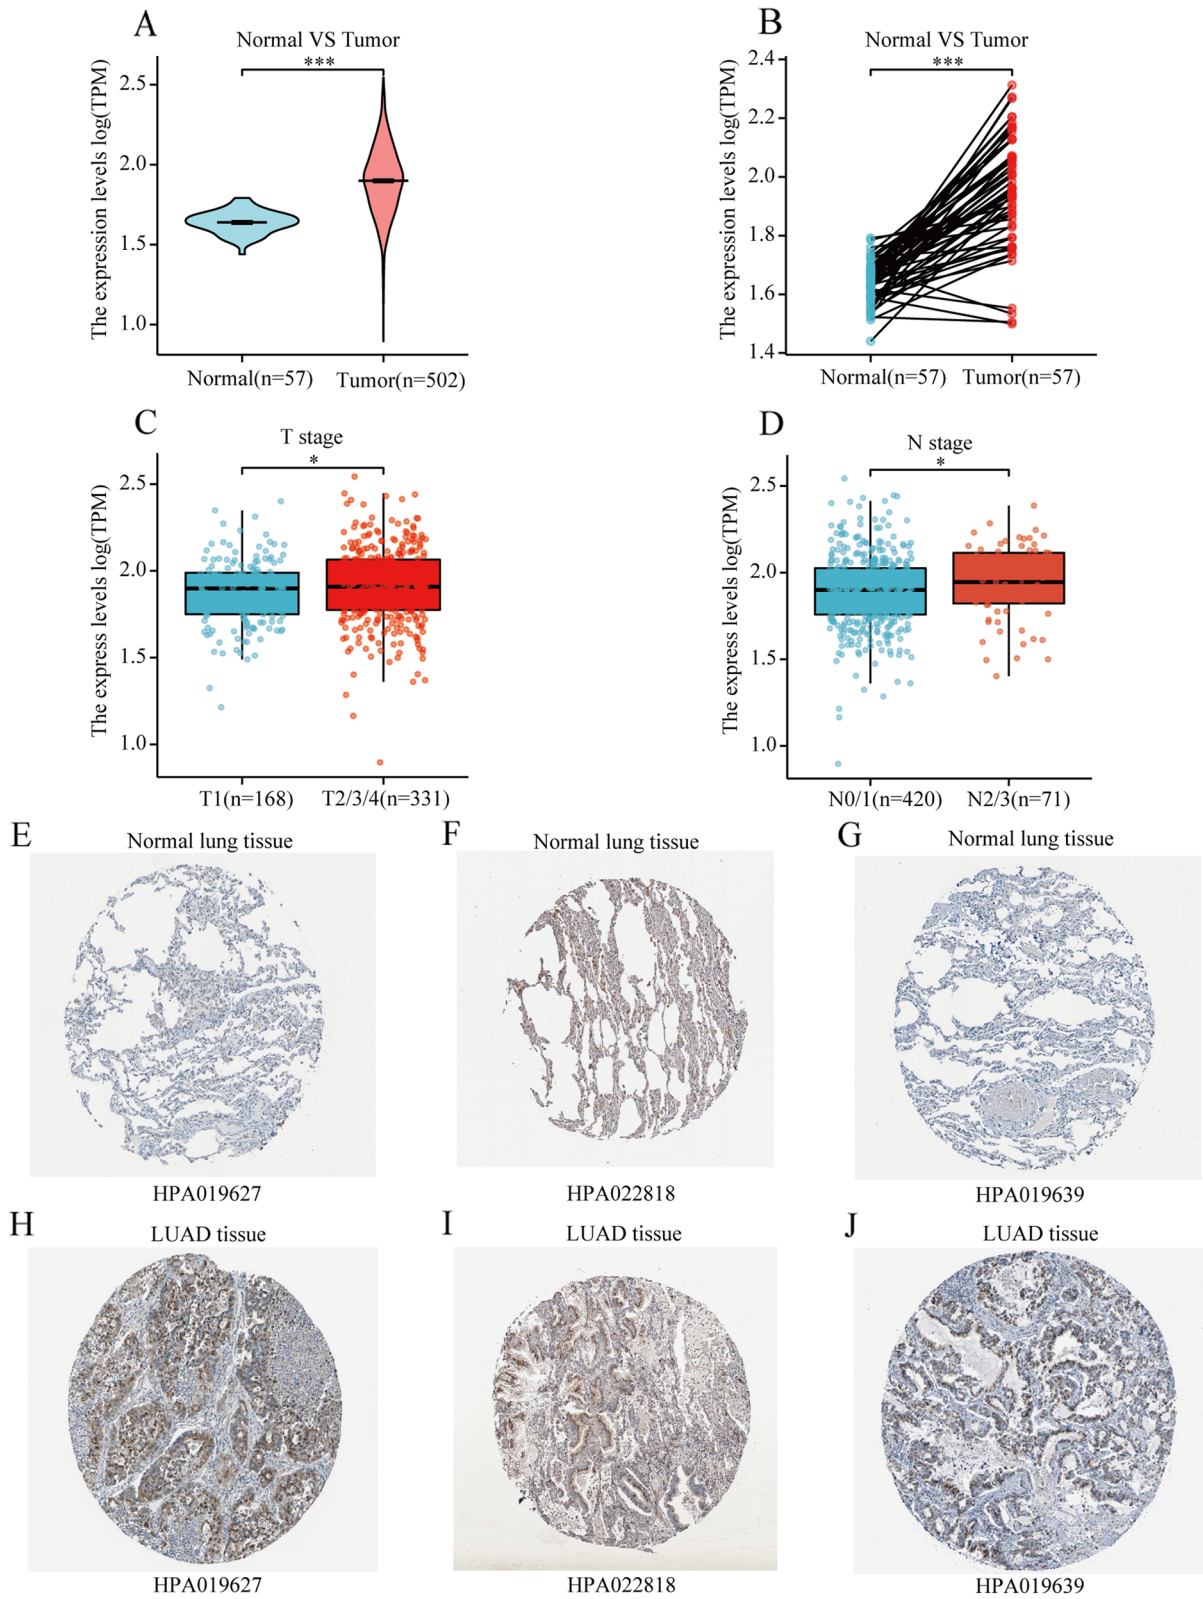 A
Normal VS Tumor
***
The expression levels log(TPM)
2.5
2.0
1.5
1.0
Normal(n=57)
Tumor(n=502)
B
Normal VS Tumor
***
The expression levels log(TPM)
2.4
2.2
2.0
1.8
1.6
1.4
Normal(n=57)
Tumor(n=57)
C
T stage
*
The express levels log(TPM)
2.5
2.0
1.5
1.0
T1(n=168)
T2/3/4(n=331)
D
N stage
*
The express levels log(TPM)
2.5
2.0
1.5
1.0
N0/1(n=420)
N2/3(n=71)
E
Normal lung tissue
HPA019627
F
Normal lung tissue
HPA022818
G
Normal lung tissue
HPA019639
H
LUAD tissue
HPA019627
I
LUAD tissue
HPA022818
J
LUAD tissue
HPA019639